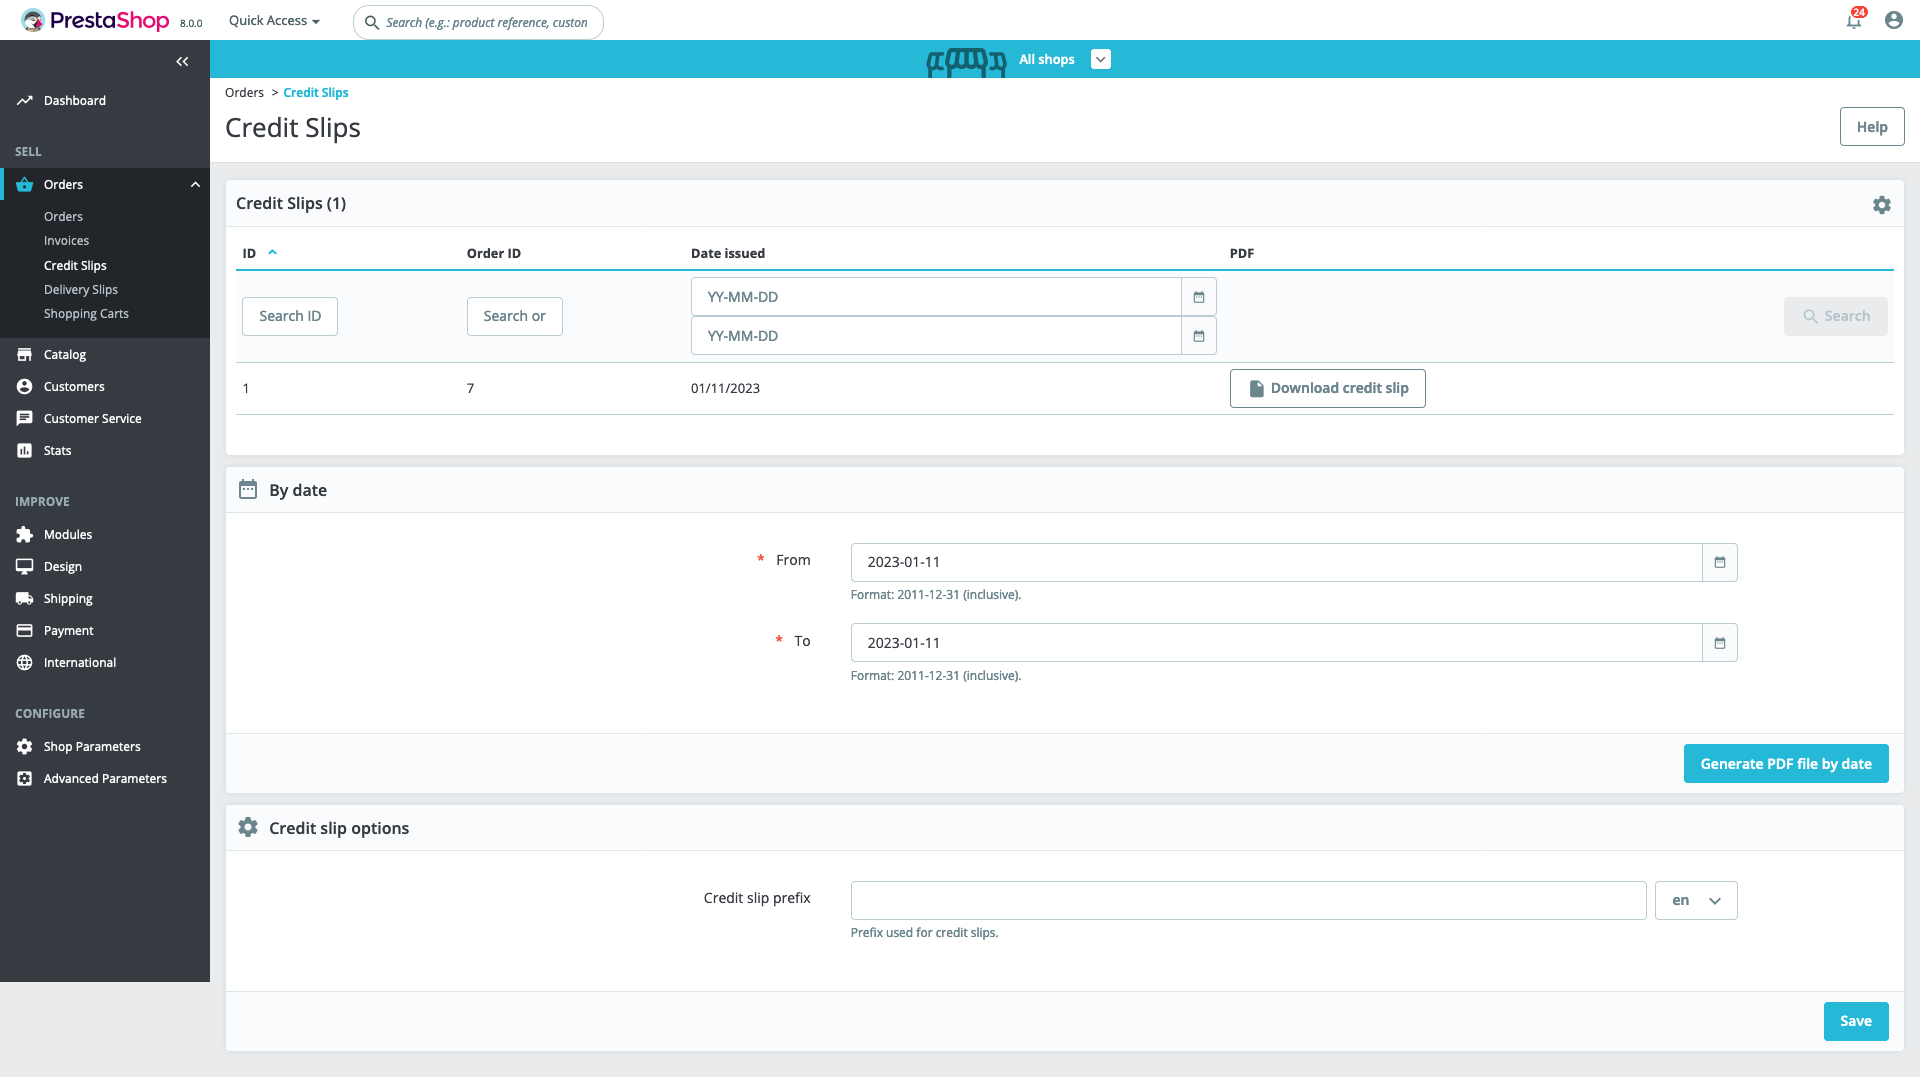 PrestaShop 8.0.0 Quick Access Search (e.g.: product reference, custon 24
All shops
Dashboard
SELL
Orders
Orders
Invoices
Credit Slips
Delivery Slips
Shopping Carts
Catalog
Customers
Customer Service
Stats
IMPROVE
Modules
Design
Shipping
Payment
International
CONFIGURE
Shop Parameters
Advanced Parameters
Orders > Credit Slips
Credit Slips
Help
Credit Slips (1)
ID Order ID Date issued PDF
Search ID Search or YY-MM-DD Search
YY-MM-DD
1 7 01/11/2023 Download credit slip
By date
* From 2023-01-11
Format: 2011-12-31 (inclusive).
* To 2023-01-11
Format: 2011-12-31 (inclusive).
Generate PDF file by date
Credit slip options
Credit slip prefix en
Prefix used for credit slips.
Save